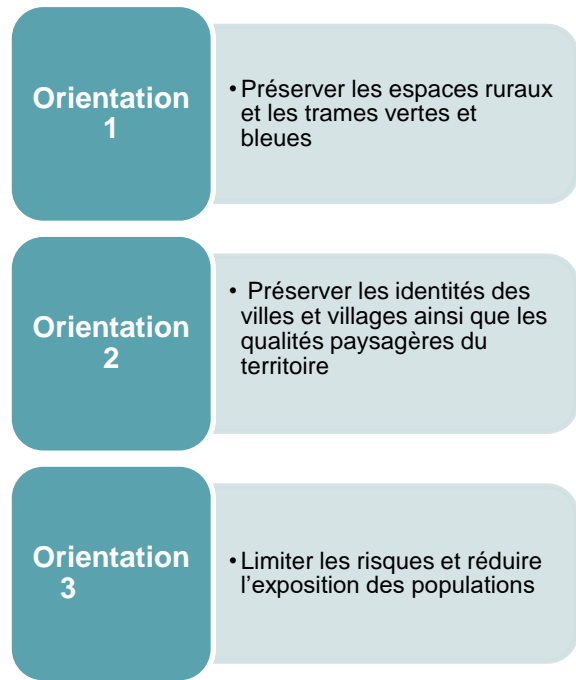 Orientation
1
• Préserver les espaces ruraux
et les trames vertes et
bleues
Orientation
2
• Préserver les identités des
villes et villages ainsi que les
qualités paysagères du
territoire
Orientation
3
• Limiter les risques et réduire
l’exposition des populations